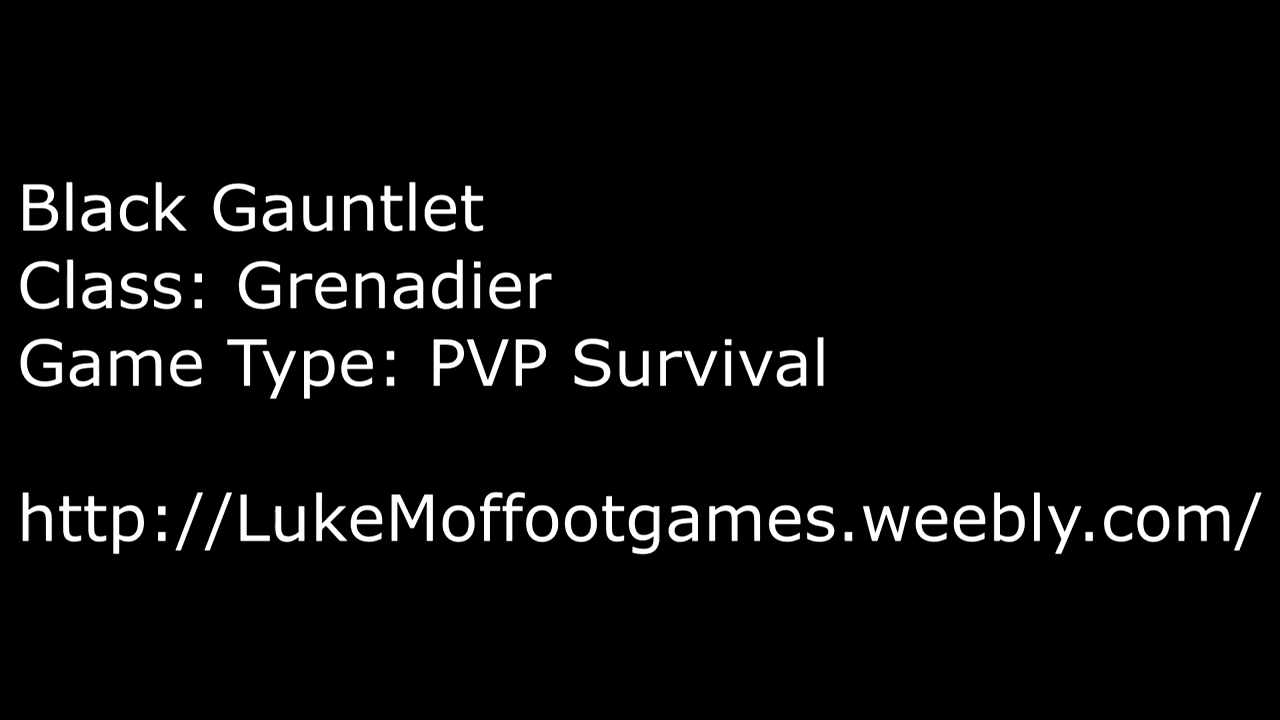 Black Gauntlet
Class: Grenadier
Game Type: PVP Survival
http://LukeMoffootgames.weebly.com/